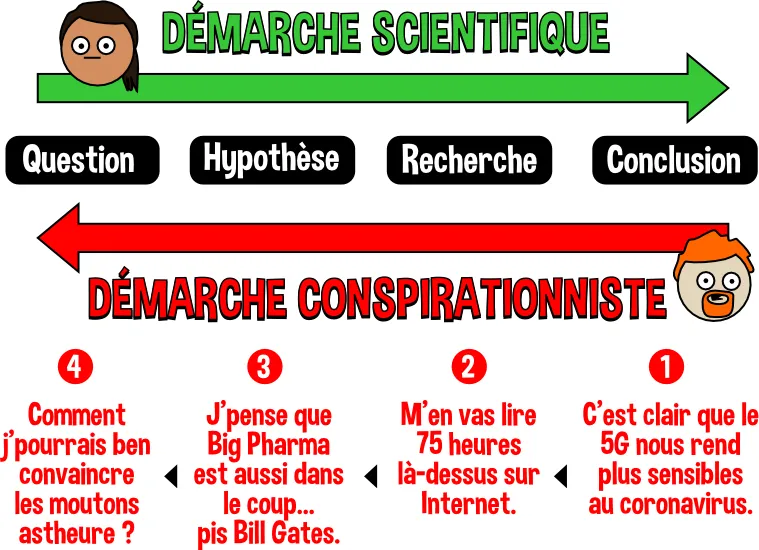 DÉMARCHE SCIENTIFIQUE
Question
Hypothèse
Recherche
Conclusion
DÉMARCHE CONSPIRATIONNISTE
4
Comment
j'pourrais ben
convaincre
les moutons
astheure ?
3
J'pense que
Big Pharma
est aussi dans
le coup...
pis Bill Gates.
2
M'en vas lire
75 heures
là-dessus sur
Internet.
1
C'est clair que le
5G nous rend
plus sensibles
au coronavirus.